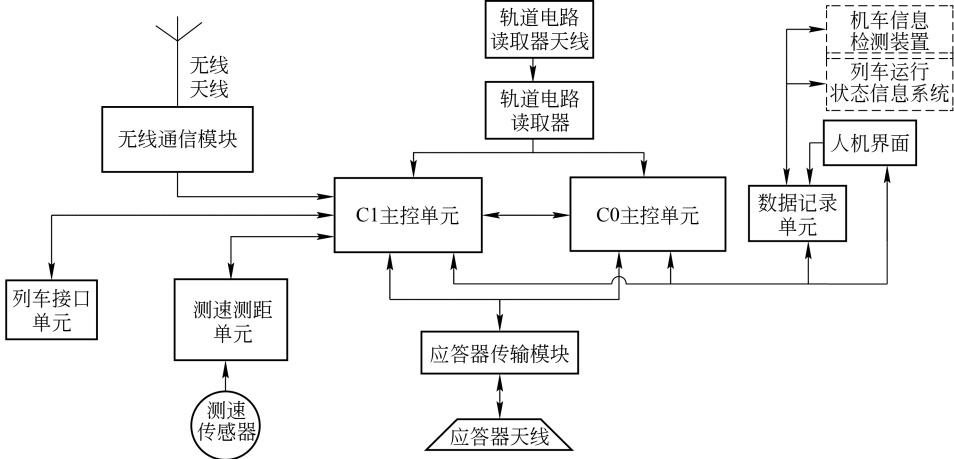 轨道电路
读取器天线
机车信息
检测装置
无线
天线
列车运行
状态信息系统
轨道电路
读取器
无线通信模块
人机界面
C1主控单元
C0主控单元
数据记录
单元
列车接口
单元
测速测距
单元
应答器传输模块
测速
传感器
应答器天线